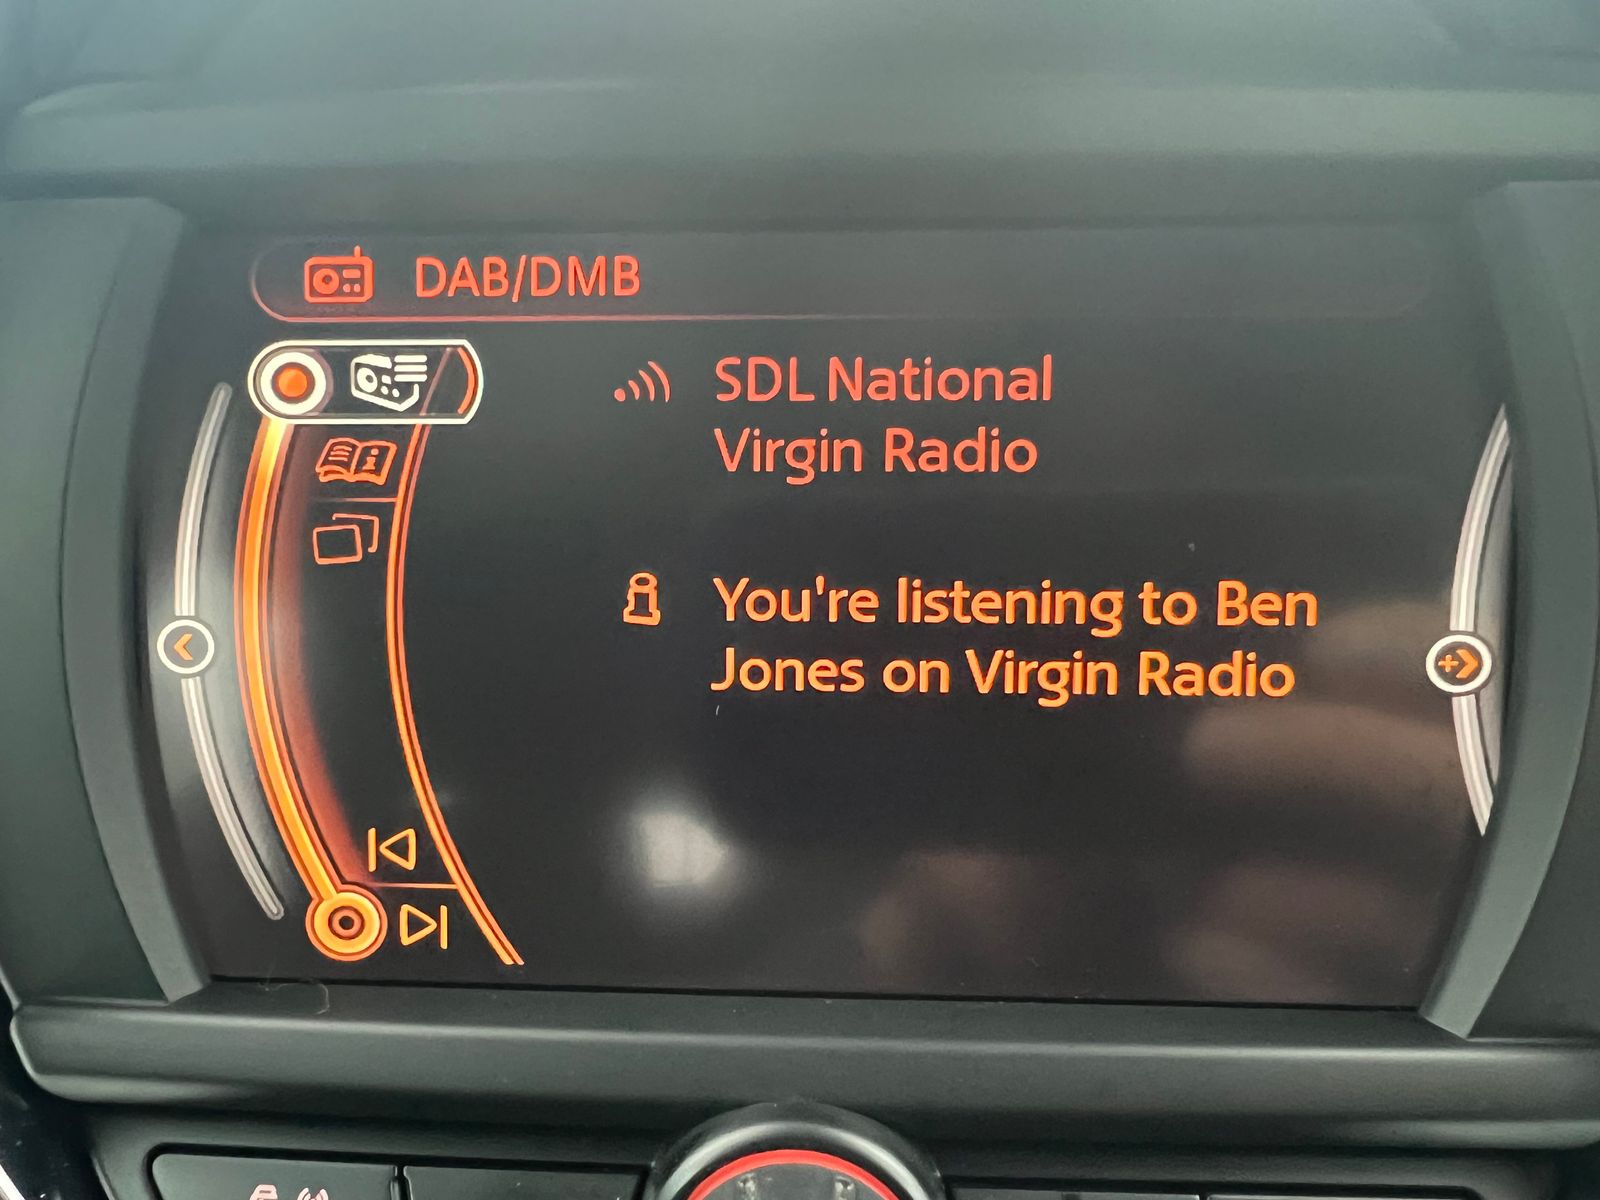 DAB/DMB
SDL National
Virgin Radio
You're listening to Ben
Jones on Virgin Radio